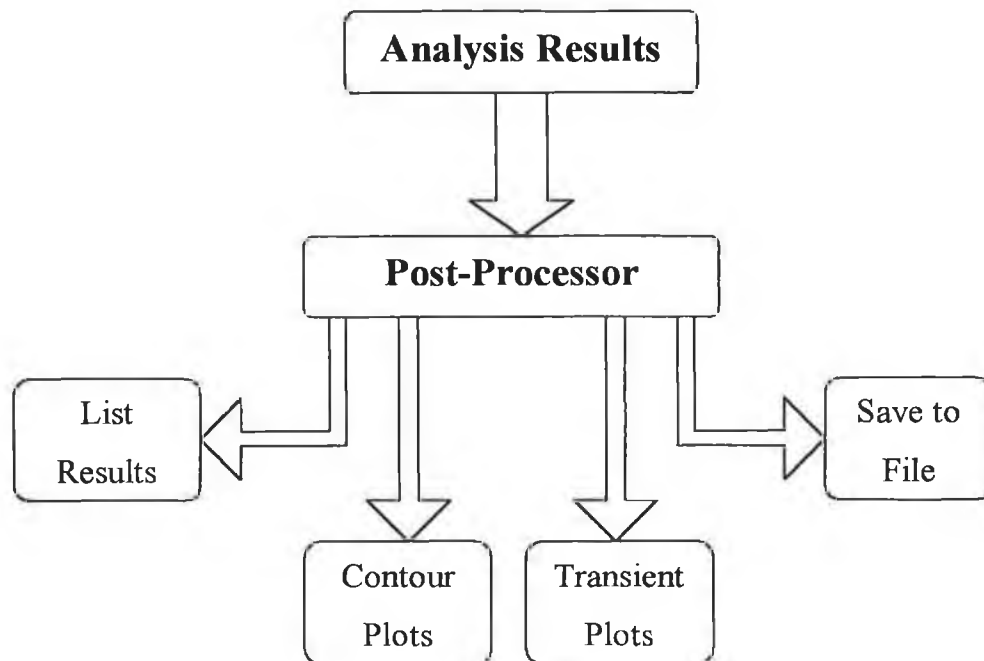 Analysis Results
Post-Processor
List
Results
Save to
File
Contour
Plots
Transient
Plots